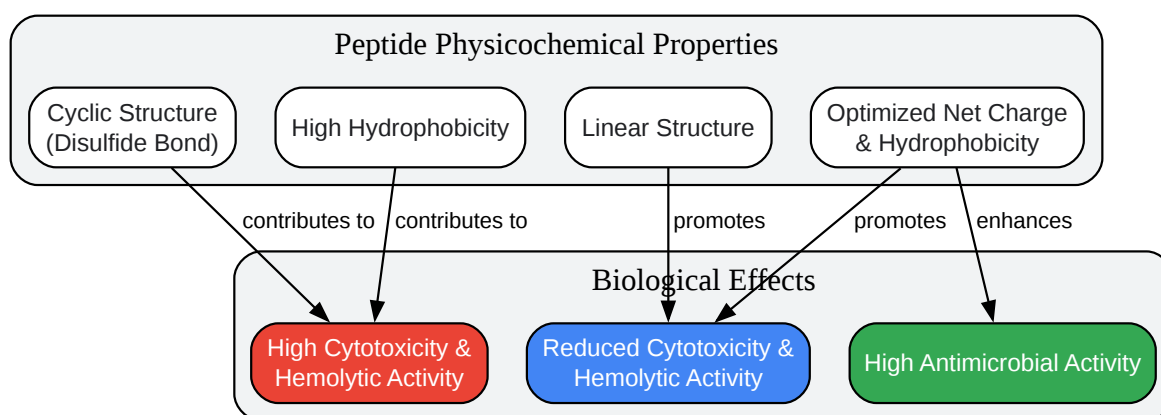 Peptide Physicochemical Properties
Cyclic Structure
(Disulfide Bond)
High Hydrophobicity
Linear Structure
Optimized Net Charge
& Hydrophobicity
contributes to
contributes to
promotes
promotes
enhances
Biological Effects
High Cytotoxicity &
Hemolytic Activity
Reduced Cytotoxicity &
Hemolytic Activity
High Antimicrobial Activity